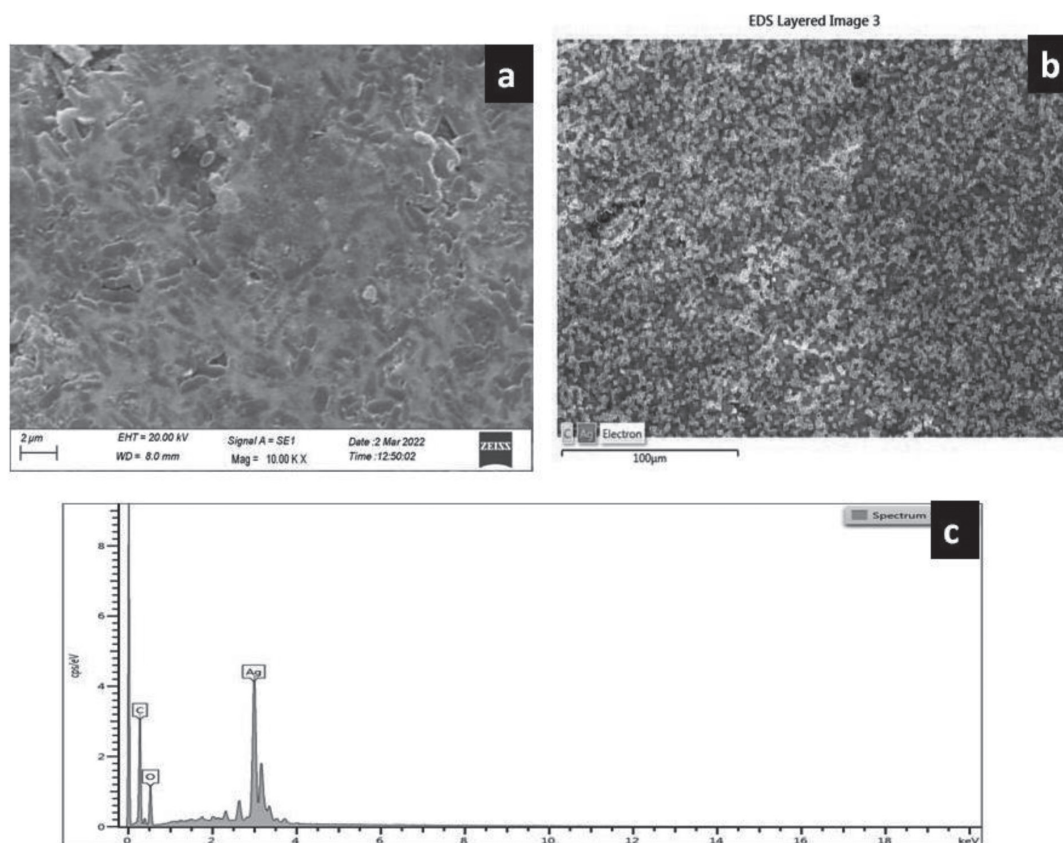 EDS Layered Image 3
a
b
2 µm
EHT = 20.00 kV
WD = 8.0 mm
Signal A = SE1
Mag = 10.00 K X
Date :2 Mar 2022
Time :12:50:02
ZEISS
C Ag Electron
100µm
c
Spectrum
8
6
4
2
0
cps/eV
C
O
Ag
0 2 4 6 8 10 12 14 16 18 keV